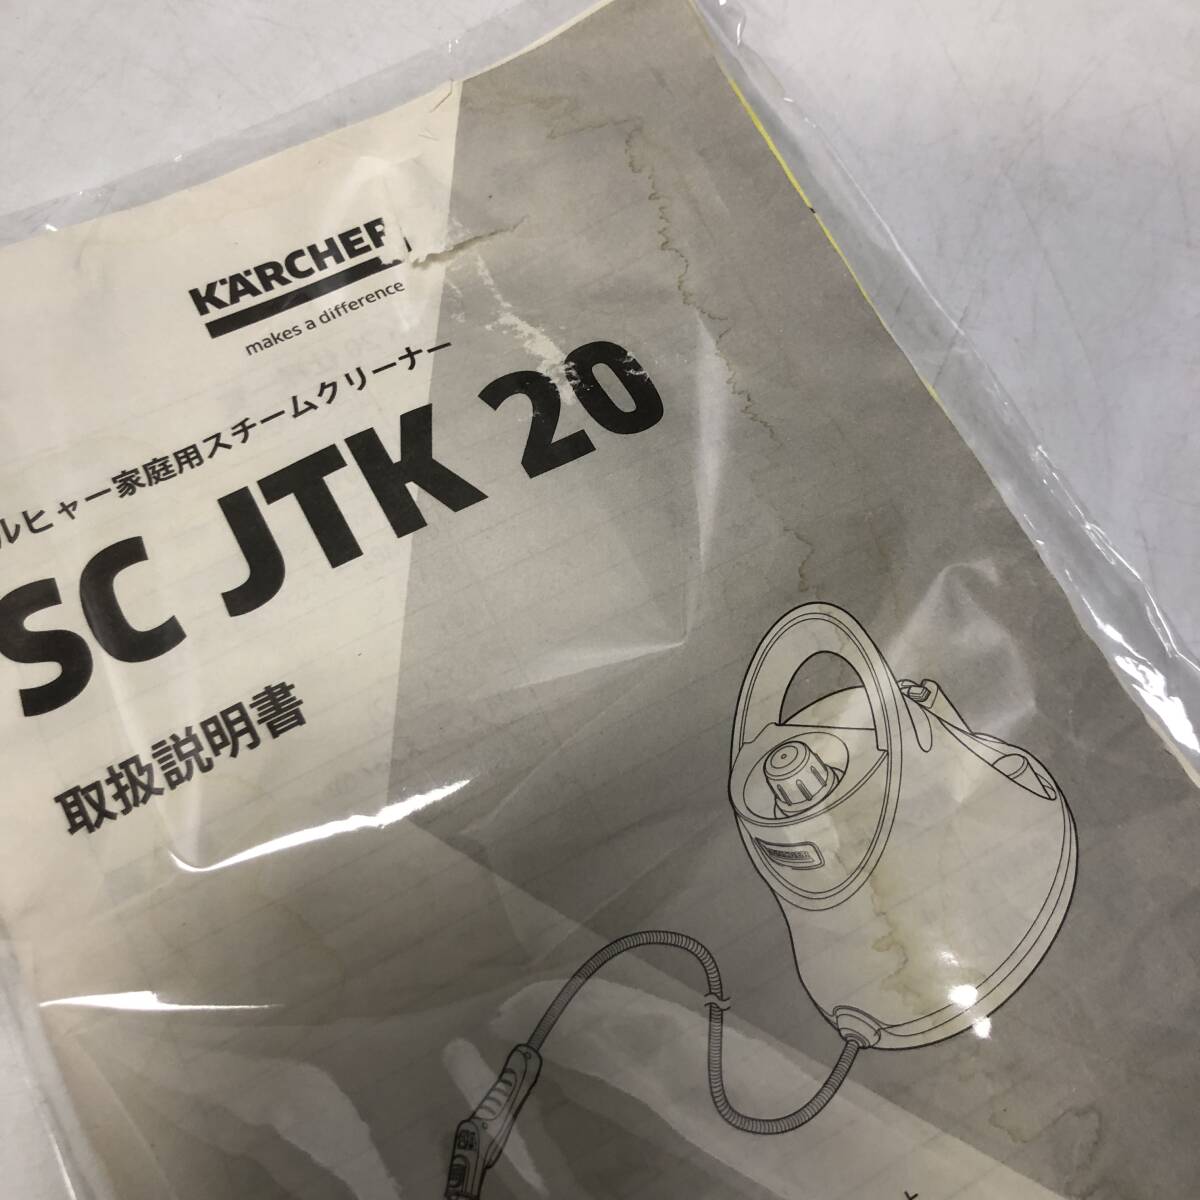 KÄRCHER
makes a difference
ルヒャー家庭用スチームクリーナー
SC JTK 20
取扱説明書